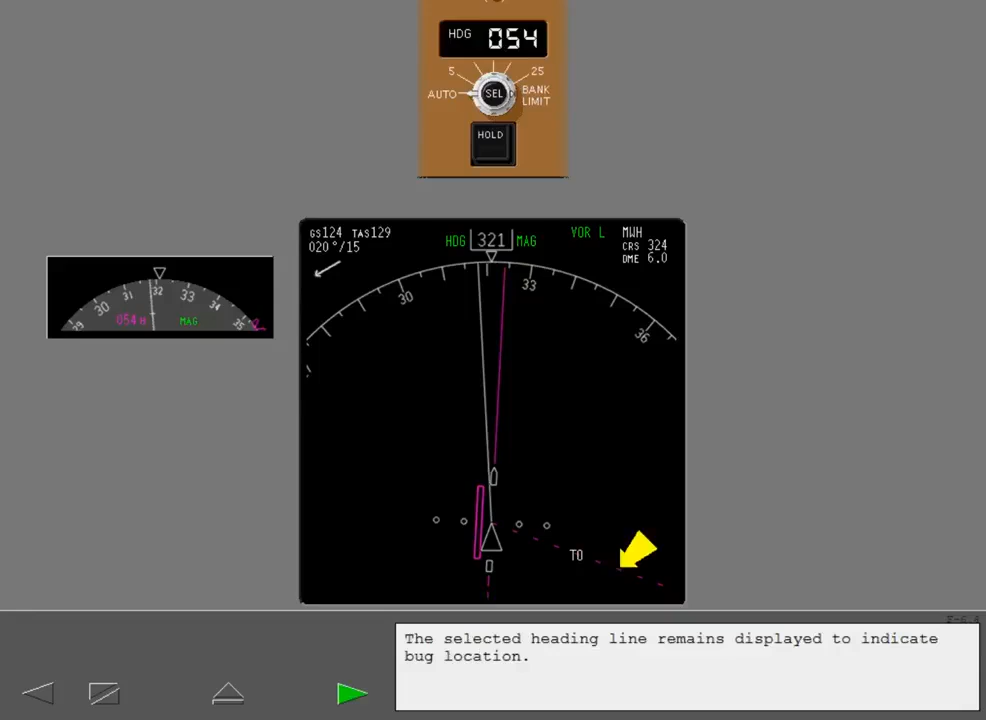 HDG 054
5 25
AUTO SEL BANK
LIMIT
HOLD
GS124 TAS129
020°/15
HDG 321 MAG
VOR L
MWH
CRS 324
DME 6.0
30 33 36
29 30 31 32 33 34 35
054 H MAG
TO
The selected heading line remains displayed to indicate
bug location.